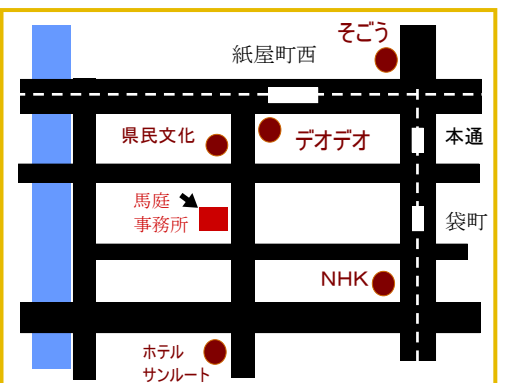 そごう
紙屋町西
県民文化
デオデオ
本通
馬庭
事務所
袋町
NHK
ホテル
サンルート